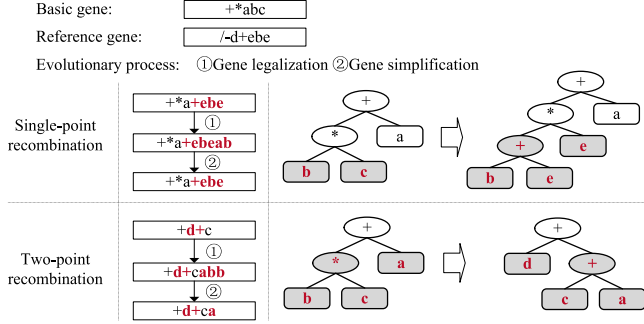 Basic gene: +*abc
Reference gene: /-d+ebe
Evolutionary process: ①Gene legalization ②Gene simplification
Single-point
recombination
+*a+ebe
①
+*a+ebeab
②
+*a+ebe
+
*
a
b
c
+
*
a
+
e
b
e
Two-point
recombination
+d+c
①
+d+cabb
②
+d+ca
+
*
a
b
c
+
d
+
c
a